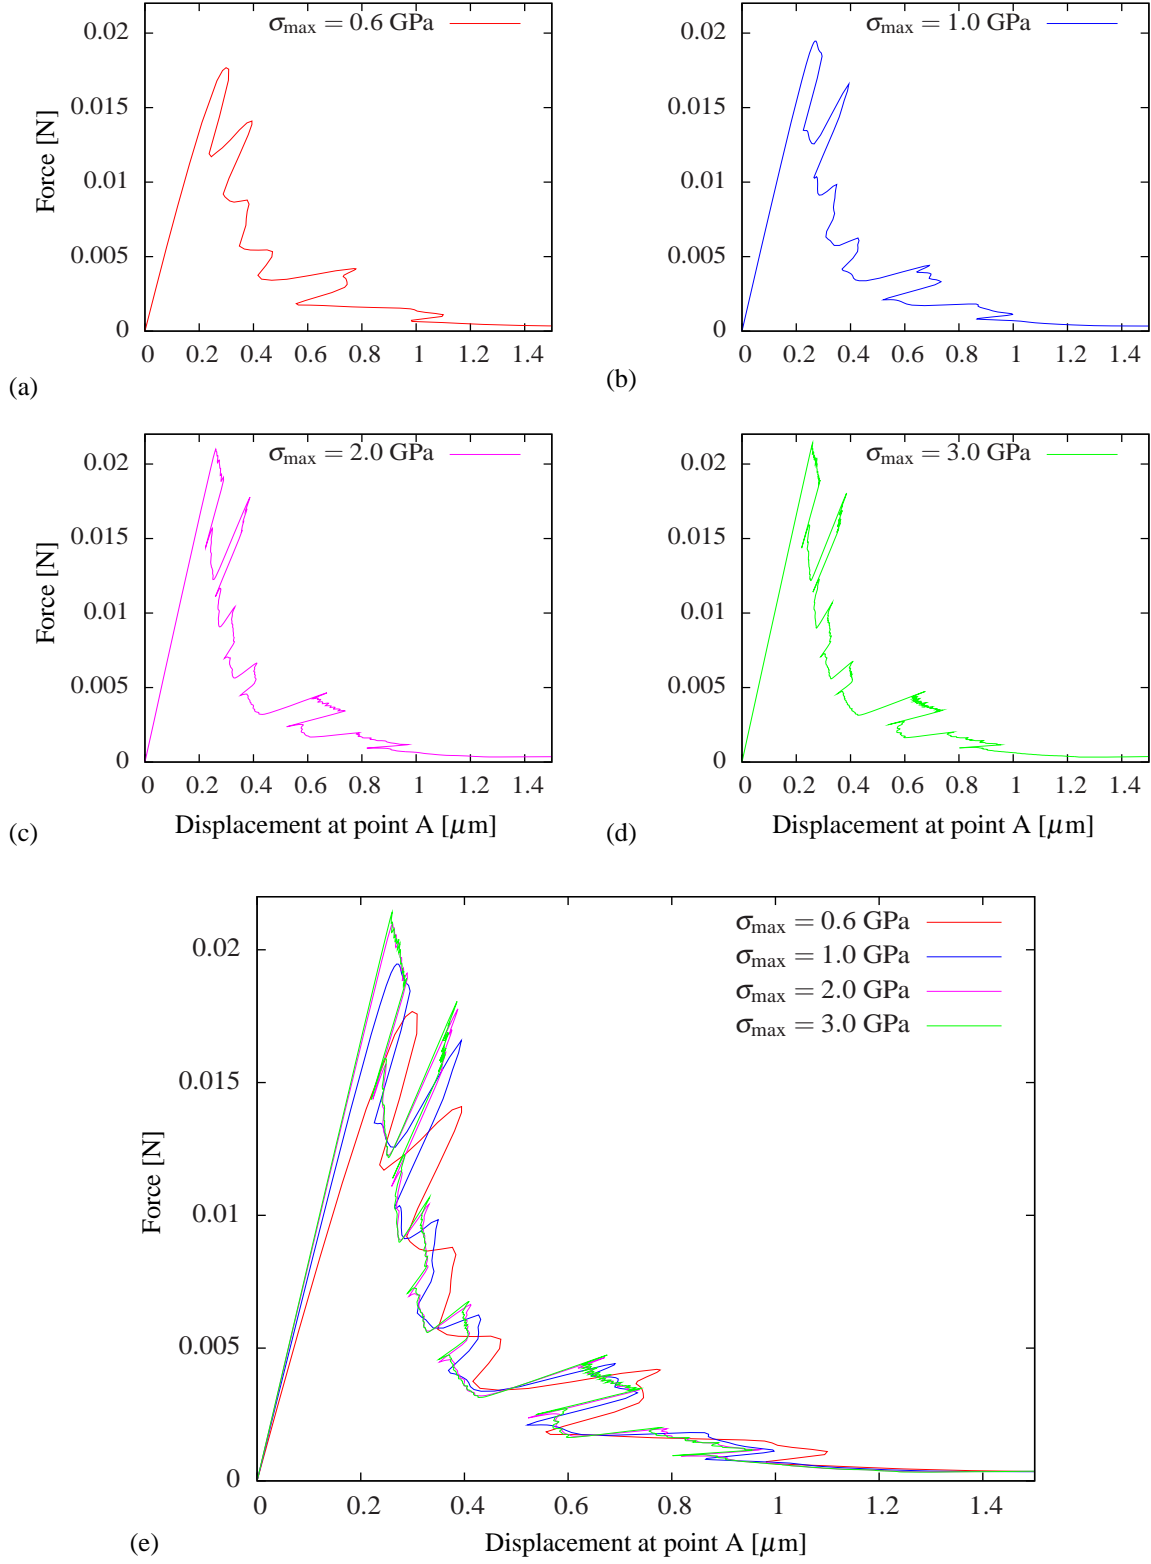 σmax = 0.6 GPa
0.02
0.015
0.01
0.005
0
Force [N]
0 0.2 0.4 0.6 0.8 1 1.2 1.4
(a)
σmax = 1.0 GPa
0.02
0.015
0.01
0.005
0
0 0.2 0.4 0.6 0.8 1 1.2 1.4
(b)
σmax = 2.0 GPa
0.02
0.015
0.01
0.005
0
Force [N]
0 0.2 0.4 0.6 0.8 1 1.2 1.4
Displacement at point A [μm]
(c)
σmax = 3.0 GPa
0.02
0.015
0.01
0.005
0
0 0.2 0.4 0.6 0.8 1 1.2 1.4
Displacement at point A [μm]
(d)
σmax = 0.6 GPa
σmax = 1.0 GPa
σmax = 2.0 GPa
σmax = 3.0 GPa
0.02
0.015
0.01
0.005
0
Force [N]
0 0.2 0.4 0.6 0.8 1 1.2 1.4
Displacement at point A [μm]
(e)